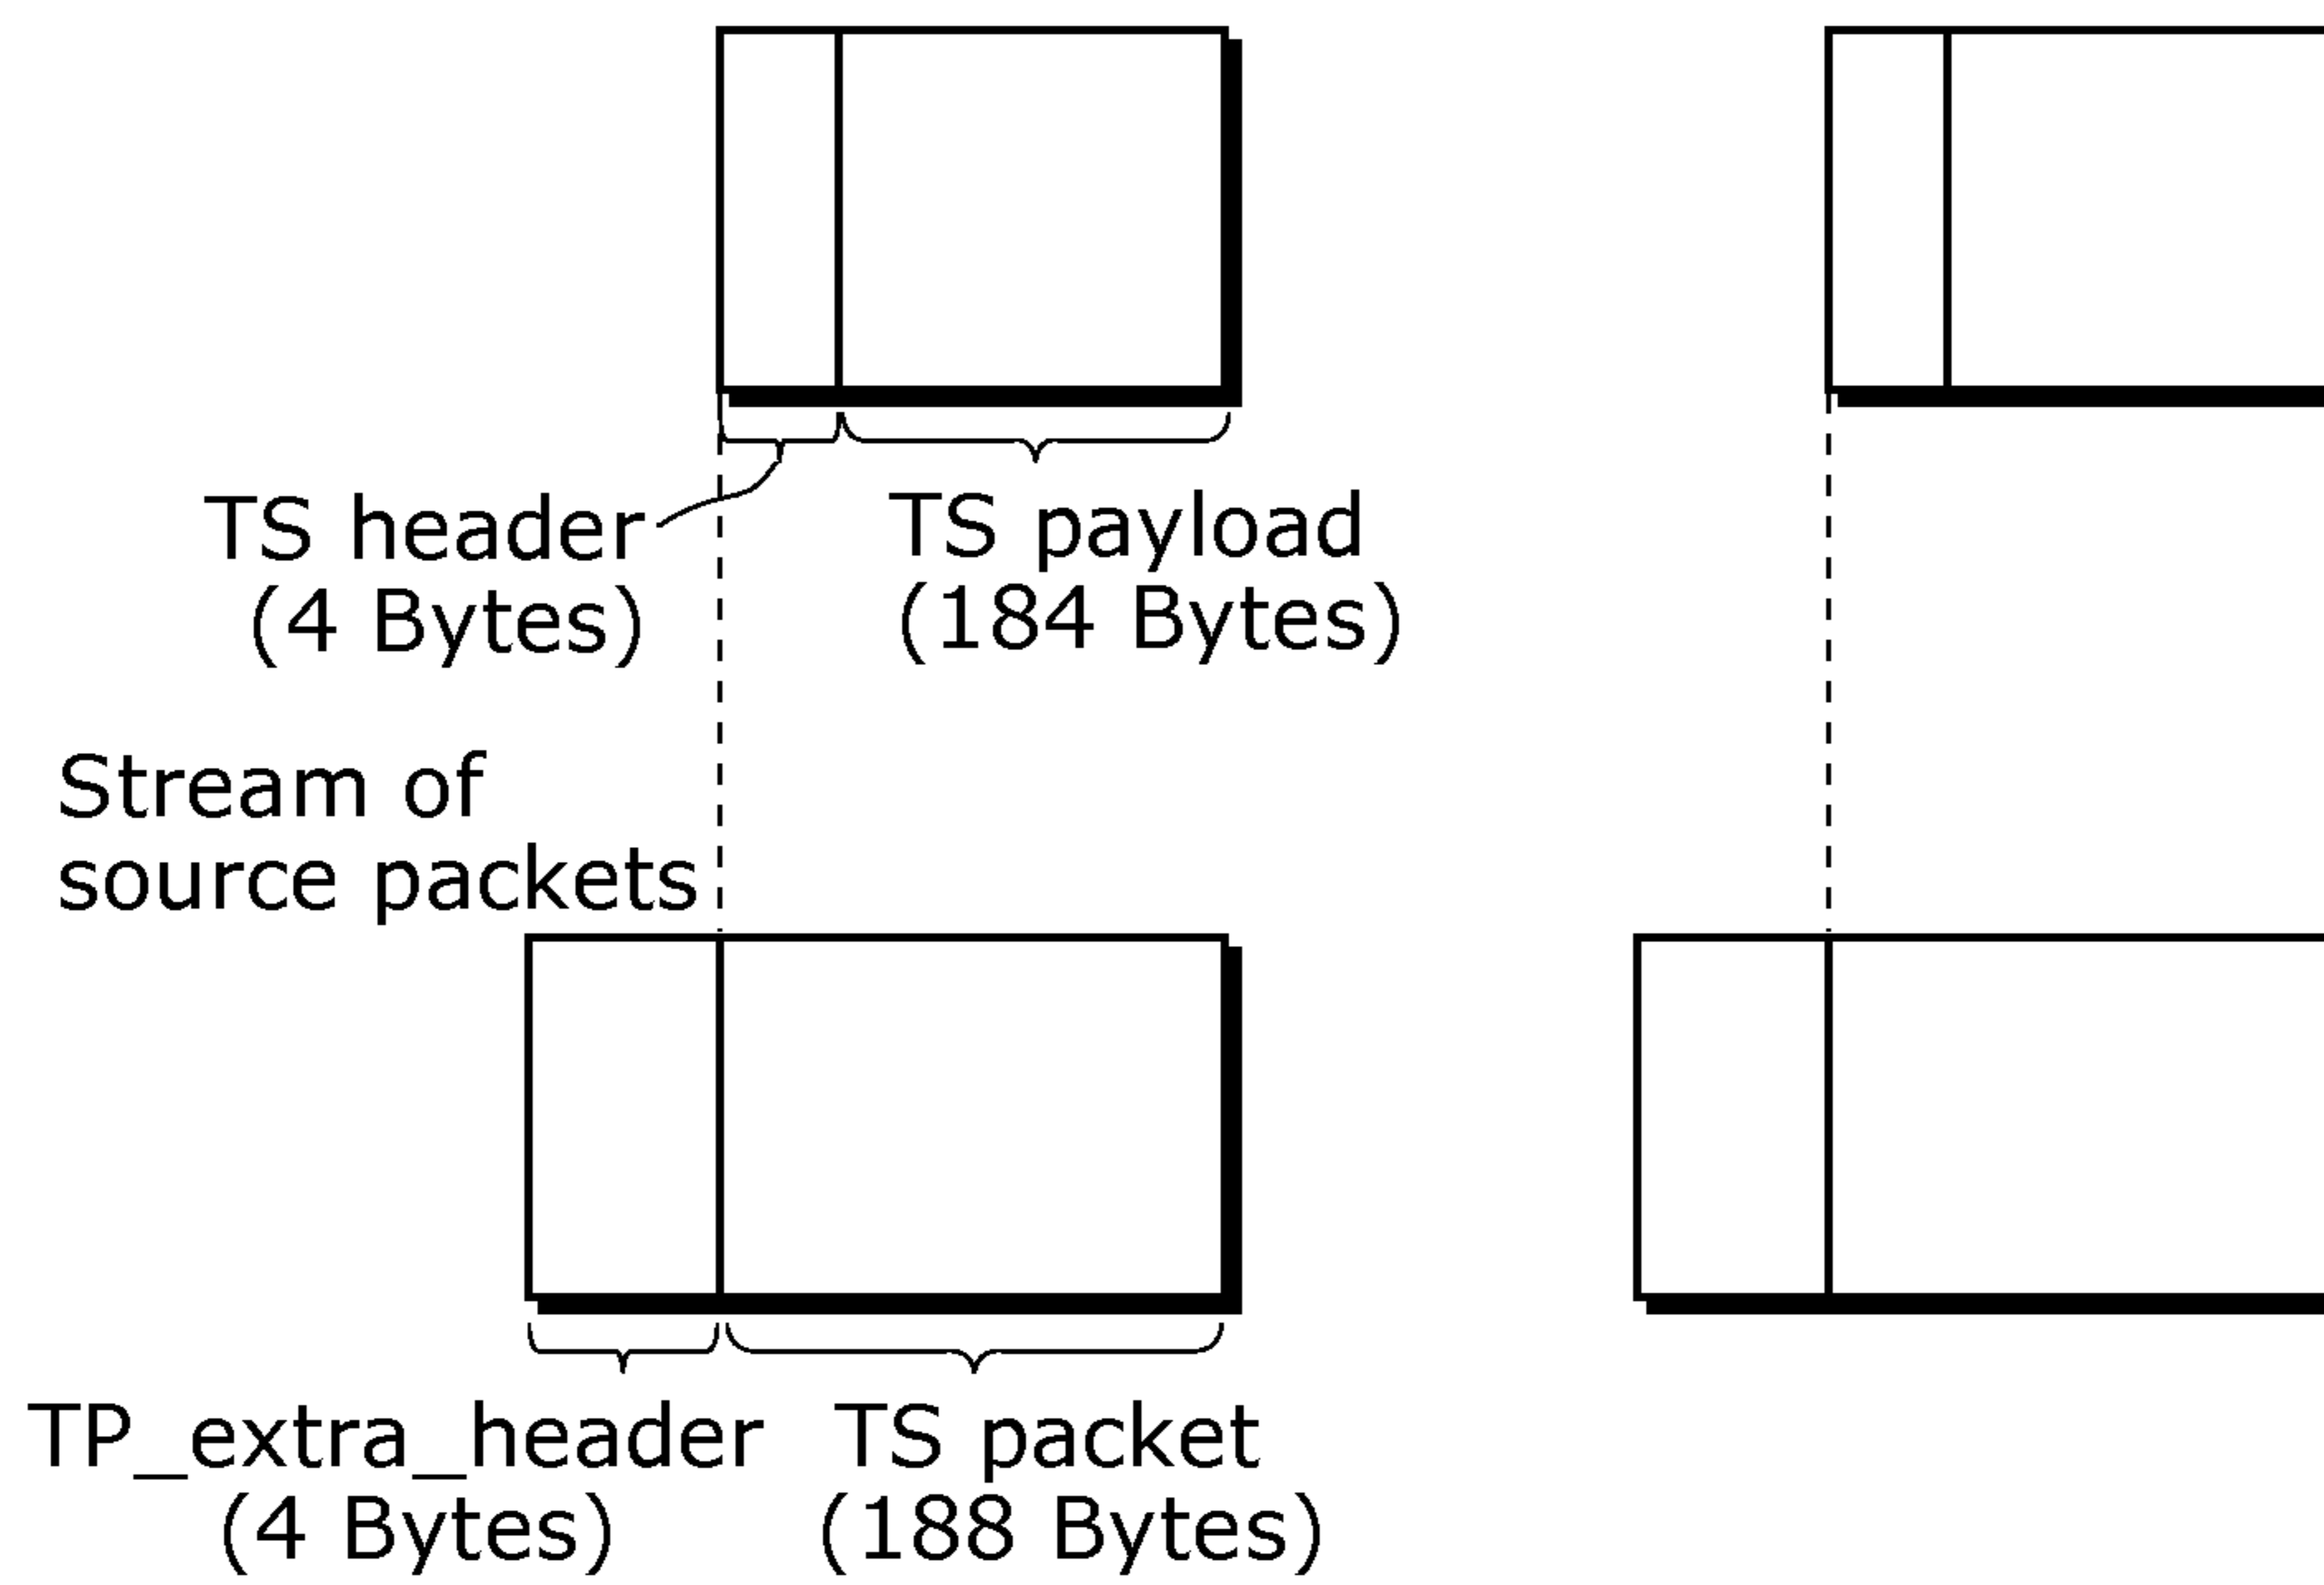 TS header
(4 Bytes)
TS payload
(184 Bytes)
Stream of
source packets
TP_extra_header
(4 Bytes)
TS packet
(188 Bytes)